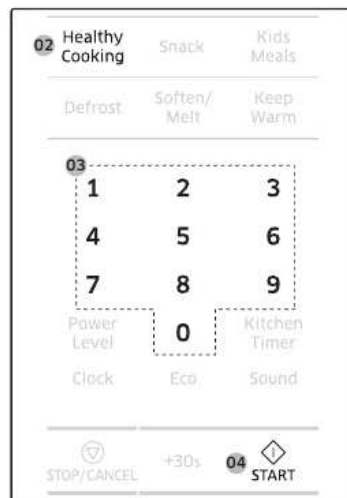 02 Healthy Cooking Snack Kids Meals
Defrost Soften/ Melt Keep Warm
03
1 2 3
4 5 6
7 8 9
Power Level 0 Kitchen Timer
Clock Eco Sound
STOP/CANCEL +30s 04 START